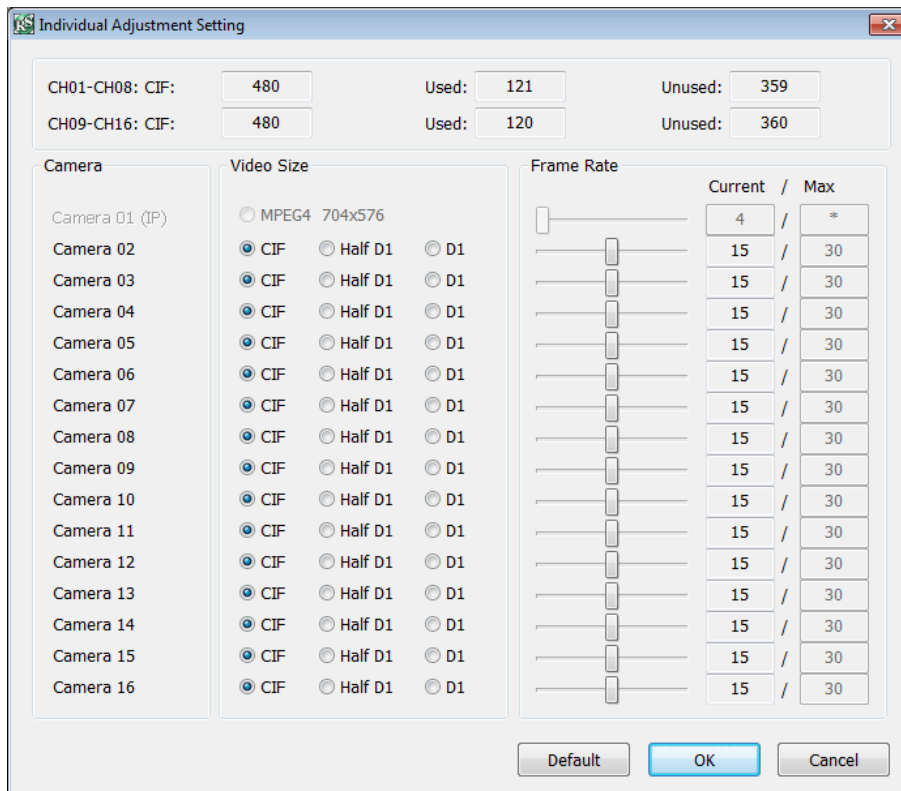 RS Individual Adjustment Setting
CH01-CH08: CIF: 480 Used: 121 Unused: 359
CH09-CH16: CIF: 480 Used: 120 Unused: 360
Camera Video Size Frame Rate
Current / Max
Camera 01 (IP) MPEG4 704x576 4 / *
Camera 02 CIF Half D1 D1 15 / 30
Camera 03 CIF Half D1 D1 15 / 30
Camera 04 CIF Half D1 D1 15 / 30
Camera 05 CIF Half D1 D1 15 / 30
Camera 06 CIF Half D1 D1 15 / 30
Camera 07 CIF Half D1 D1 15 / 30
Camera 08 CIF Half D1 D1 15 / 30
Camera 09 CIF Half D1 D1 15 / 30
Camera 10 CIF Half D1 D1 15 / 30
Camera 11 CIF Half D1 D1 15 / 30
Camera 12 CIF Half D1 D1 15 / 30
Camera 13 CIF Half D1 D1 15 / 30
Camera 14 CIF Half D1 D1 15 / 30
Camera 15 CIF Half D1 D1 15 / 30
Camera 16 CIF Half D1 D1 15 / 30
Default OK Cancel